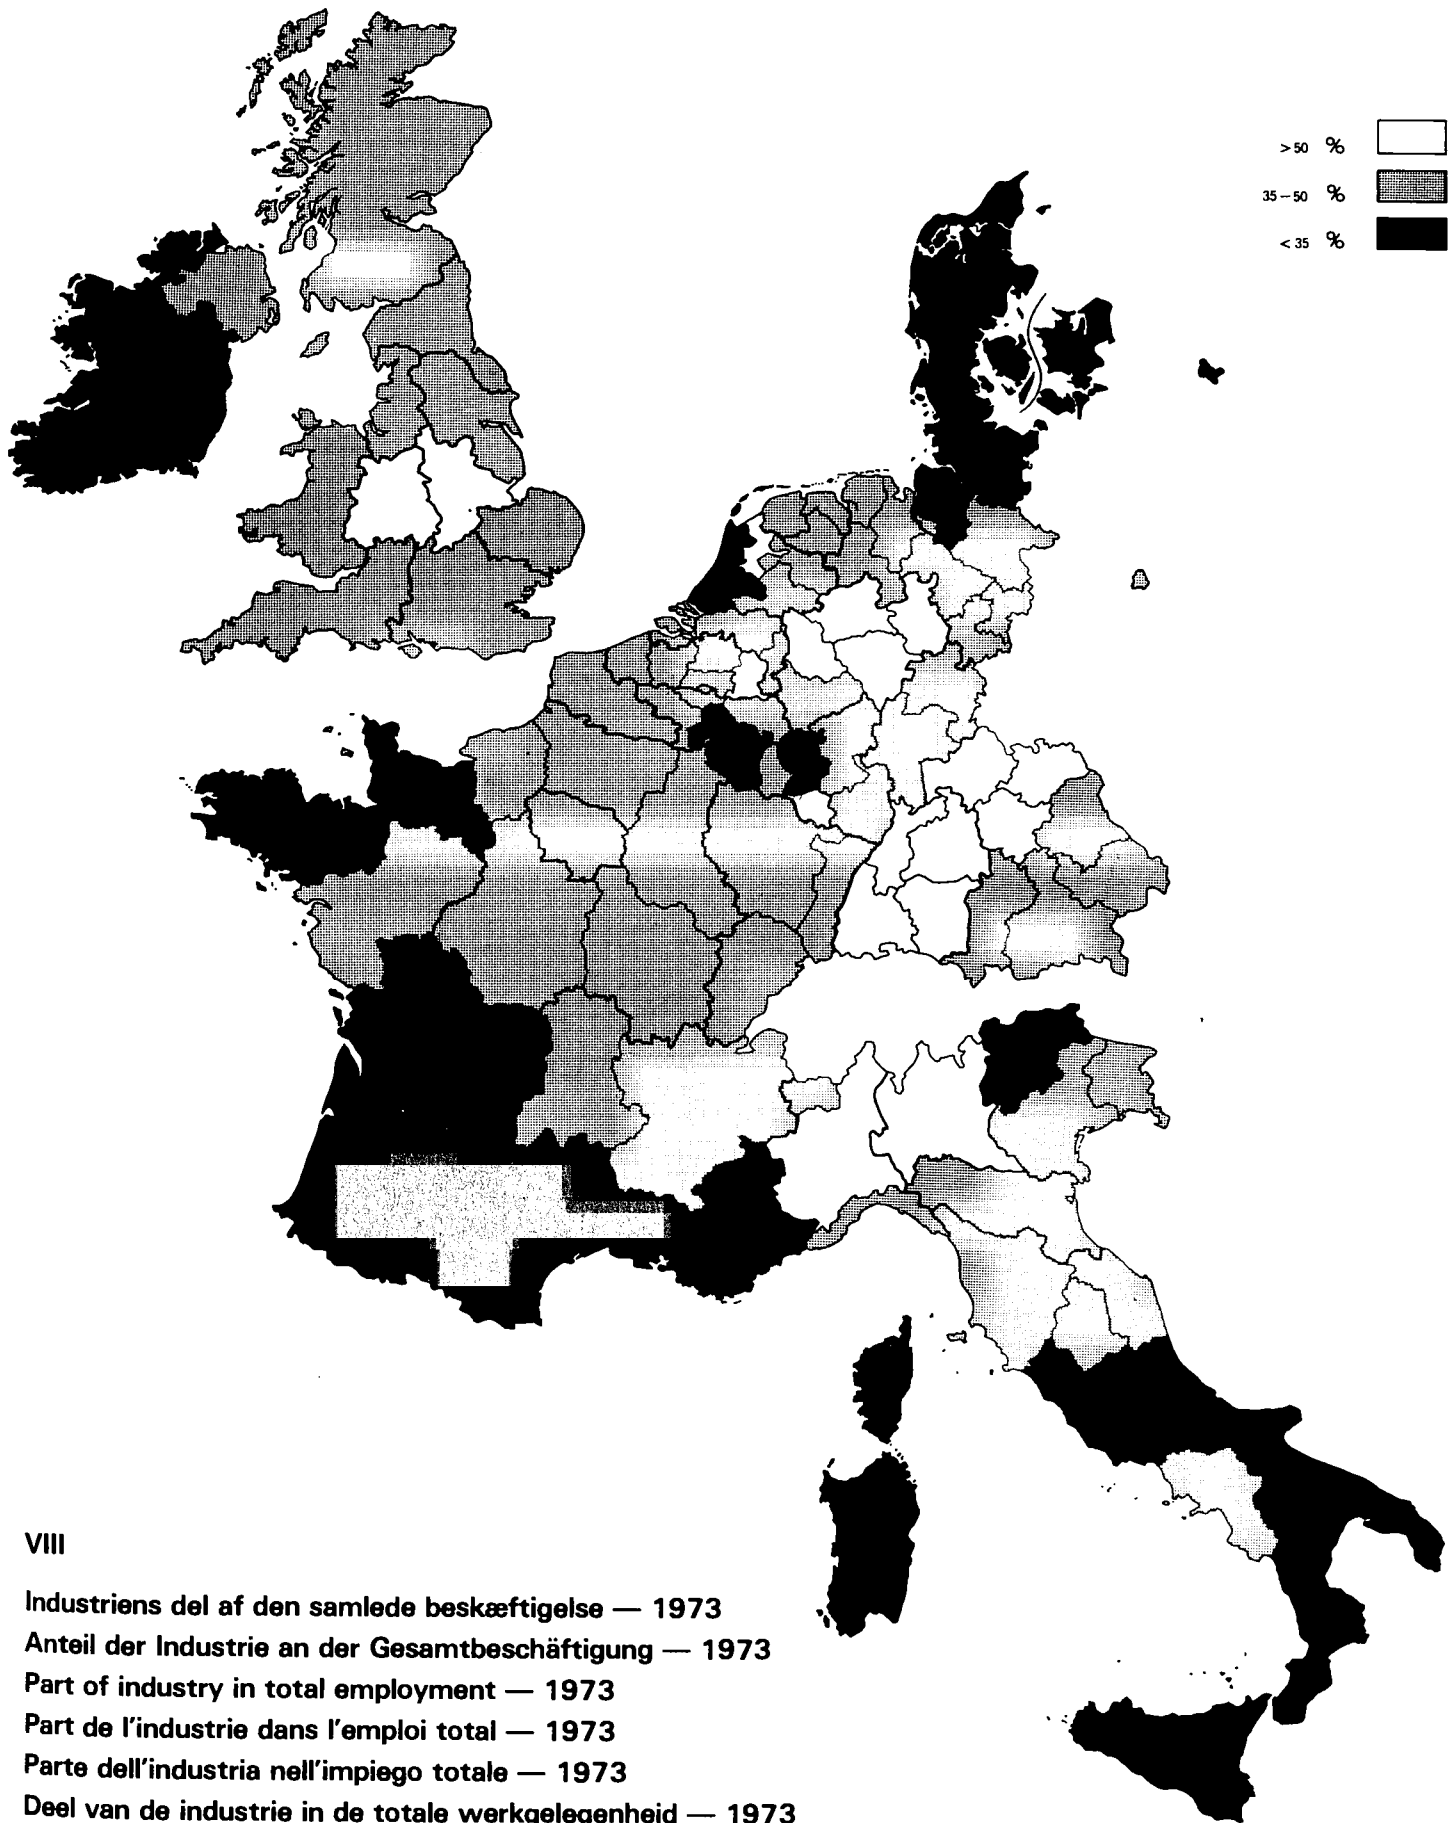 >50 %
35–50 %
<35 %
VIII
Industriens del af den samlede beskæftigelse — 1973
Anteil der Industrie an der Gesamtbeschäftigung — 1973
Part of industry in total employment — 1973
Part de l'industrie dans l'emploi total — 1973
Parte dell'industria nell'impiego totale — 1973
Deel van de industrie in de totale werkgelegenheid — 1973